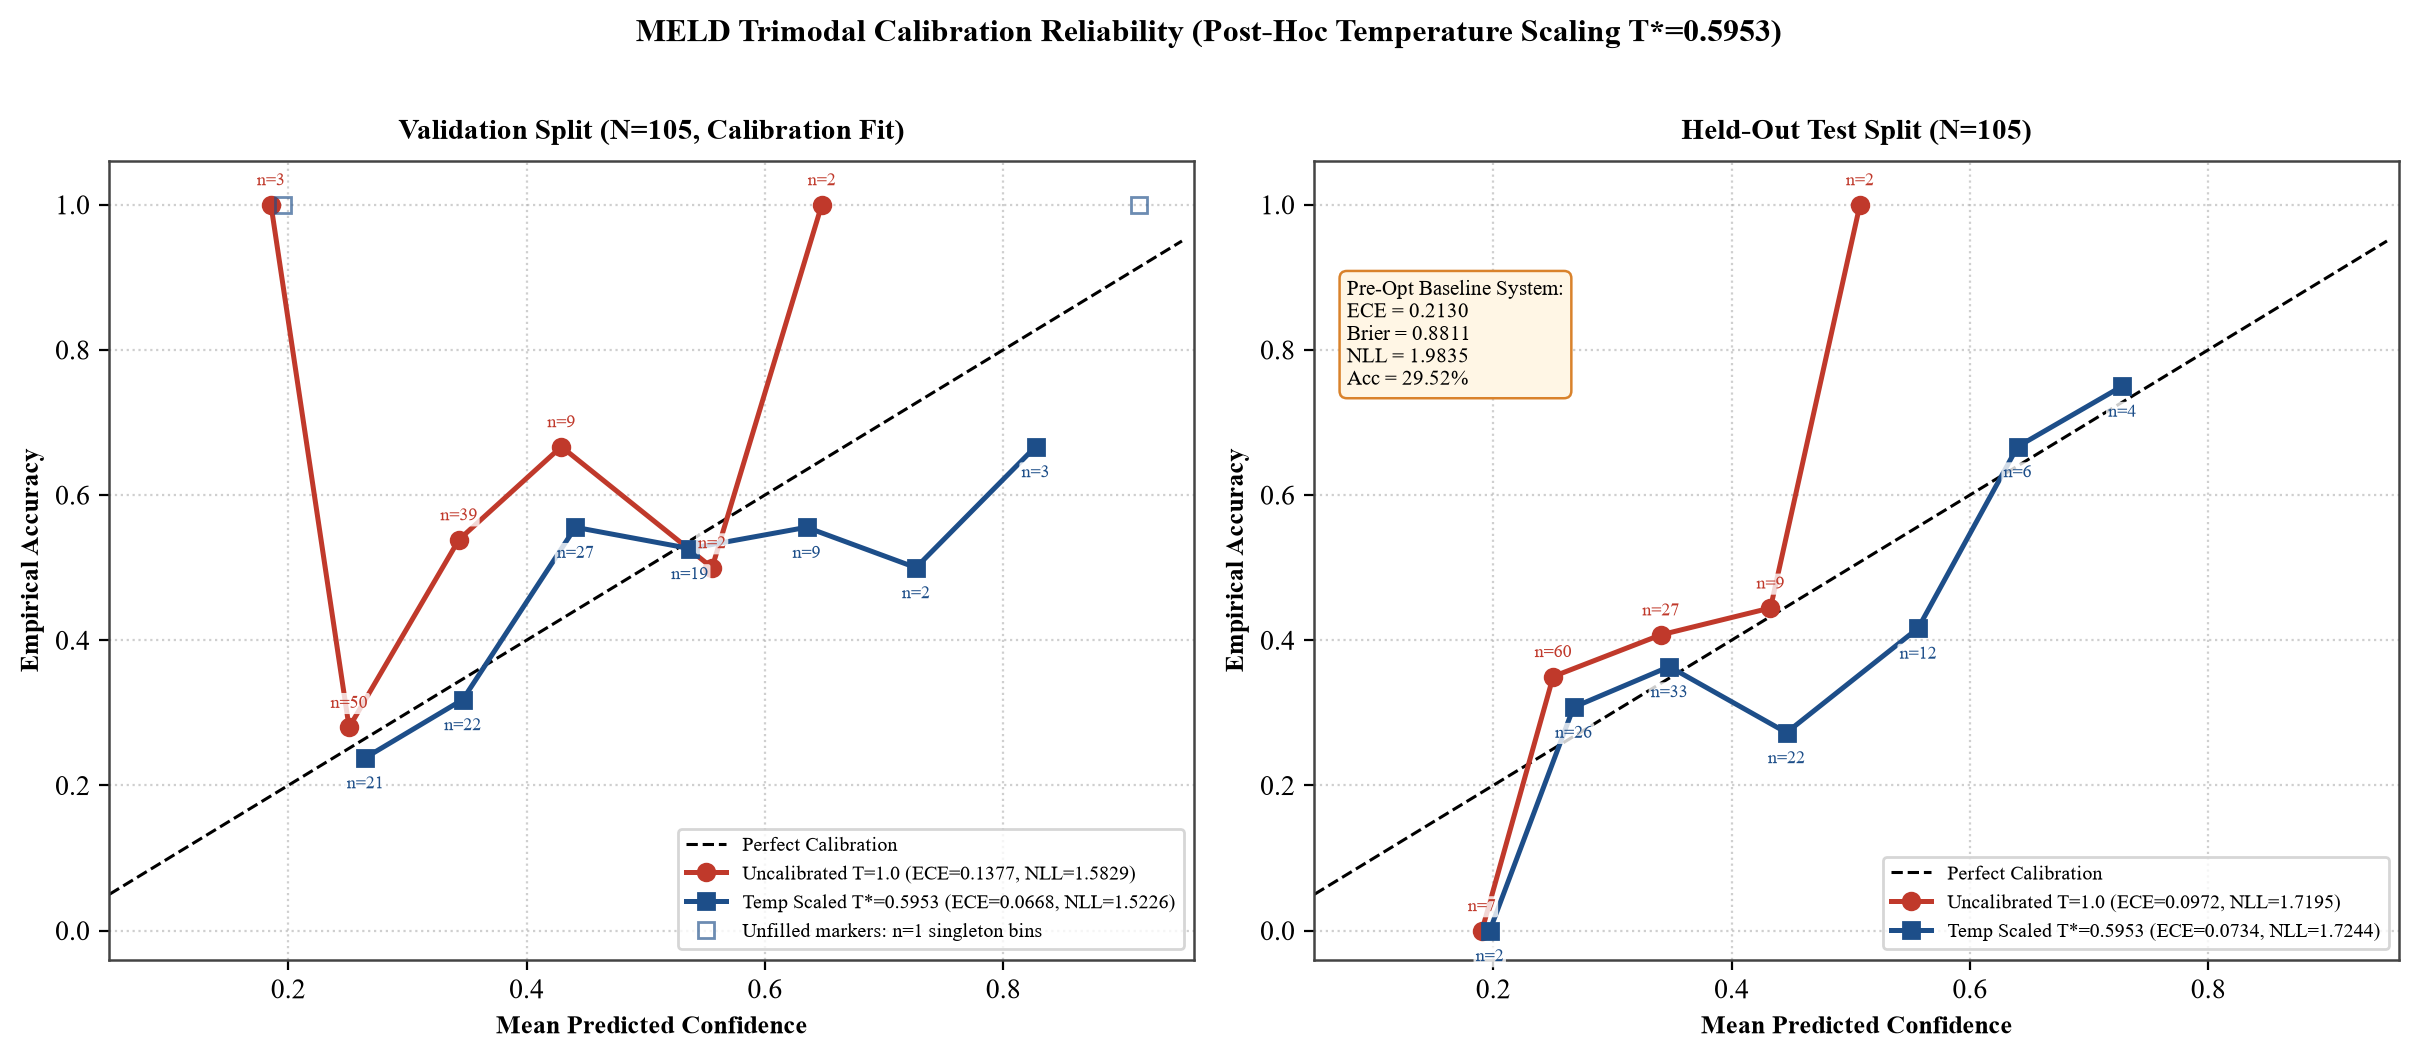 MELD Trimodal Calibration Reliability (Post-Hoc Temperature Scaling T*=0.5953)
Validation Split (N=105, Calibration Fit)
Empirical Accuracy
1.0
0.8
0.6
0.4
0.2
0.0
n=3
n=2
n=9
n=39
n=2
n=50
n=27
n=19
n=9
n=2
n=3
n=22
n=21
Perfect Calibration
Uncalibrated T=1.0 (ECE=0.1377, NLL=1.5829)
Temp Scaled T*=0.5953 (ECE=0.0668, NLL=1.5226)
Unfilled markers: n=1 singleton bins
0.2
0.4
0.6
0.8
Mean Predicted Confidence
Held-Out Test Split (N=105)
Empirical Accuracy
1.0
0.8
0.6
0.4
0.2
0.0
n=2
Pre-Opt Baseline System:
ECE = 0.2130
Brier = 0.8811
NLL = 1.9835
Acc = 29.52%
n=4
n=6
n=9
n=27
n=60
n=12
n=33
n=26
n=22
n=7
n=2
Perfect Calibration
Uncalibrated T=1.0 (ECE=0.0972, NLL=1.7195)
Temp Scaled T*=0.5953 (ECE=0.0734, NLL=1.7244)
0.2
0.4
0.6
0.8
Mean Predicted Confidence